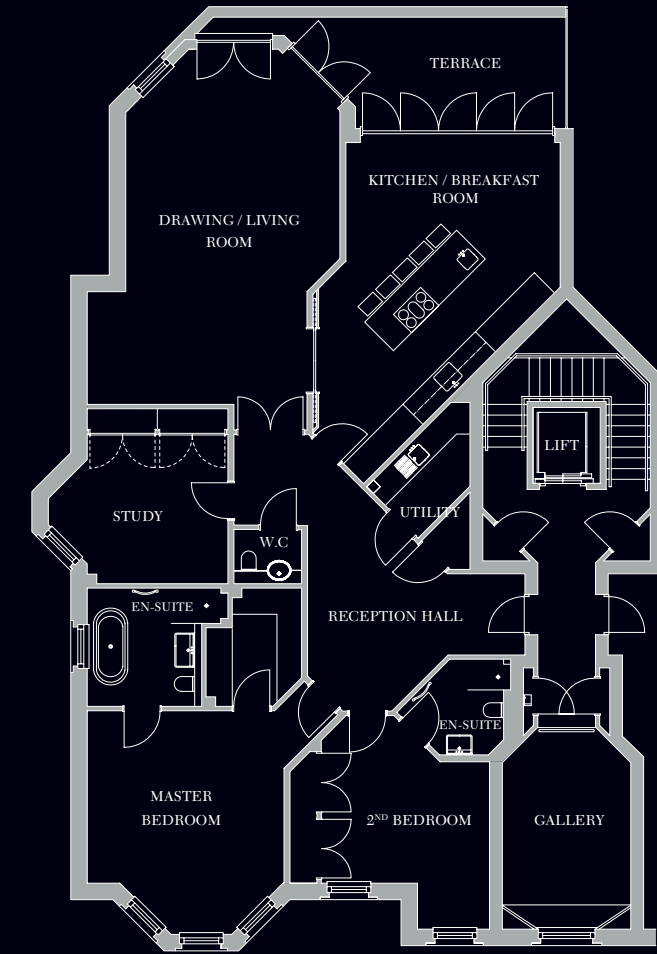 TERRACE
KITCHEN / BREAKFAST
ROOM
DRAWING / LIVING
ROOM
LIFT
UTILITY
STUDY
W.C
EN-SUITE
RECEPTION HALL
EN-SUITE
MASTER
BEDROOM
2ND BEDROOM
GALLERY